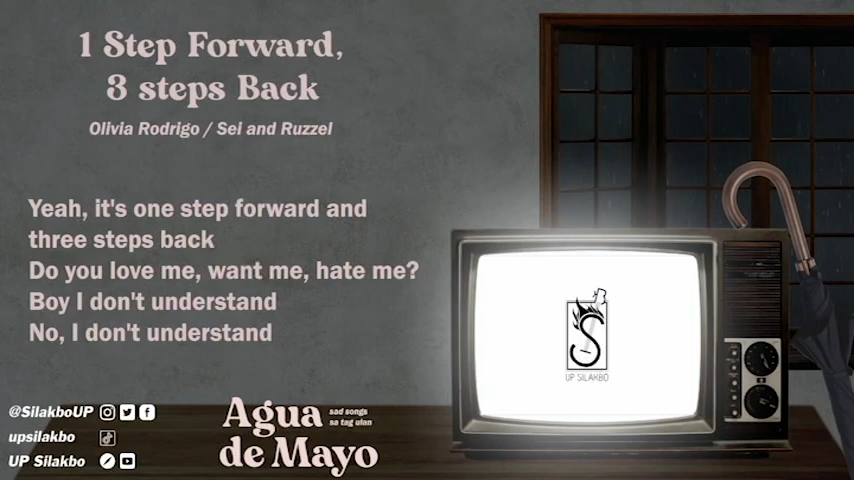 1 Step Forward,
3 steps Back
Olivia Rodrigo / Sei and Ruzzel
Yeah, it's one step forward and
three steps back
Do you love me, want me, hate me?
Boy I don't understand
No, I don't understand
UP SILAKBO
@SilakboUP
upsilakbo
UP Silakbo
Agua
de Mayo
sad songs
sa tag ulan